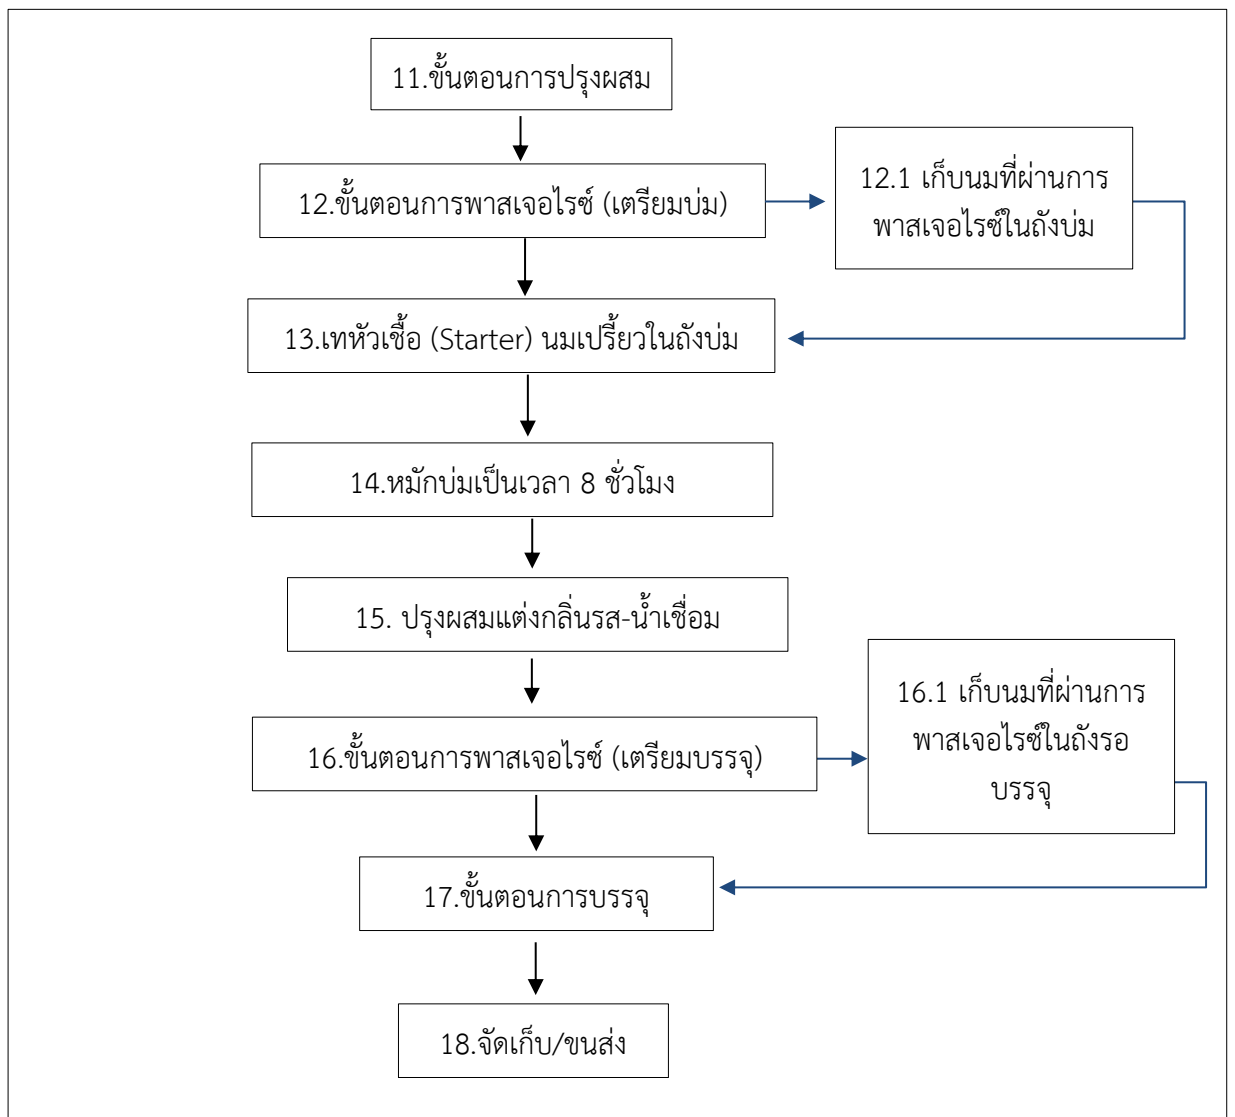 11.ขั้นตอนการปรุงผสม
12.ขั้นตอนการพาสเจอไรซ์ (เตรียมบ่ม)
12.1 เก็บนมที่ผ่านการ
พาสเจอไรซ์ในถังบ่ม
13.เทหัวเชื้อ (Starter) นมเปรี้ยวในถังบ่ม
14.หมักบ่มเป็นเวลา 8 ชั่วโมง
15. ปรุงผสมแต่งกลิ่นรส-น้ำเชื่อม
16.ขั้นตอนการพาสเจอไรซ์ (เตรียมบรรจุ)
16.1 เก็บนมที่ผ่านการ
พาสเจอไรซ์ในถังรอ
บรรจุ
17.ขั้นตอนการบรรจุ
18.จัดเก็บ/ขนส่ง